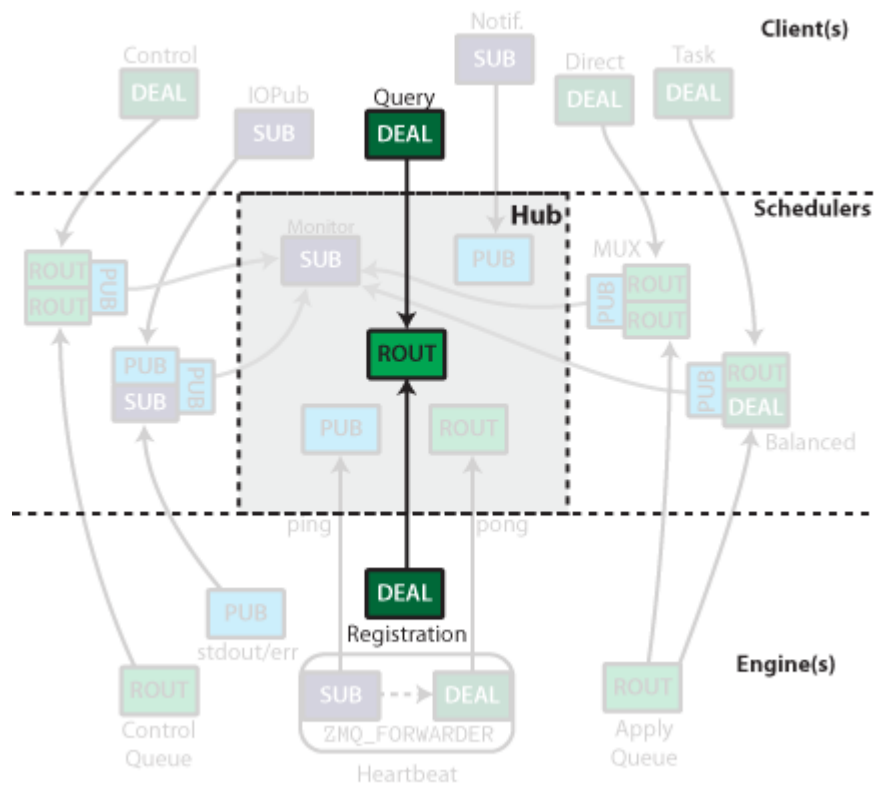 Notif.
Client(s)
Control
SUB
Direct
Task
DEAL
IOPub
Query
DEAL
DEAL
SUB
DEAL
Hub
Schedulers
Monitor
SUB
PUB
MUX
ROUT
PUB
ROUT
PUB
ROUT
ROUT
ROUT
PUB
PUB
SUB
ROUT
PUB
ROUT
DEAL
PUB
ROUT
Balanced
ping
pong
DEAL
PUB
Registration
stdout/err
Engine(s)
ROUT
SUB
DEAL
ROUT
Control
Queue
ZMQ_FORWARDER
Apply
Queue
Heartbeat